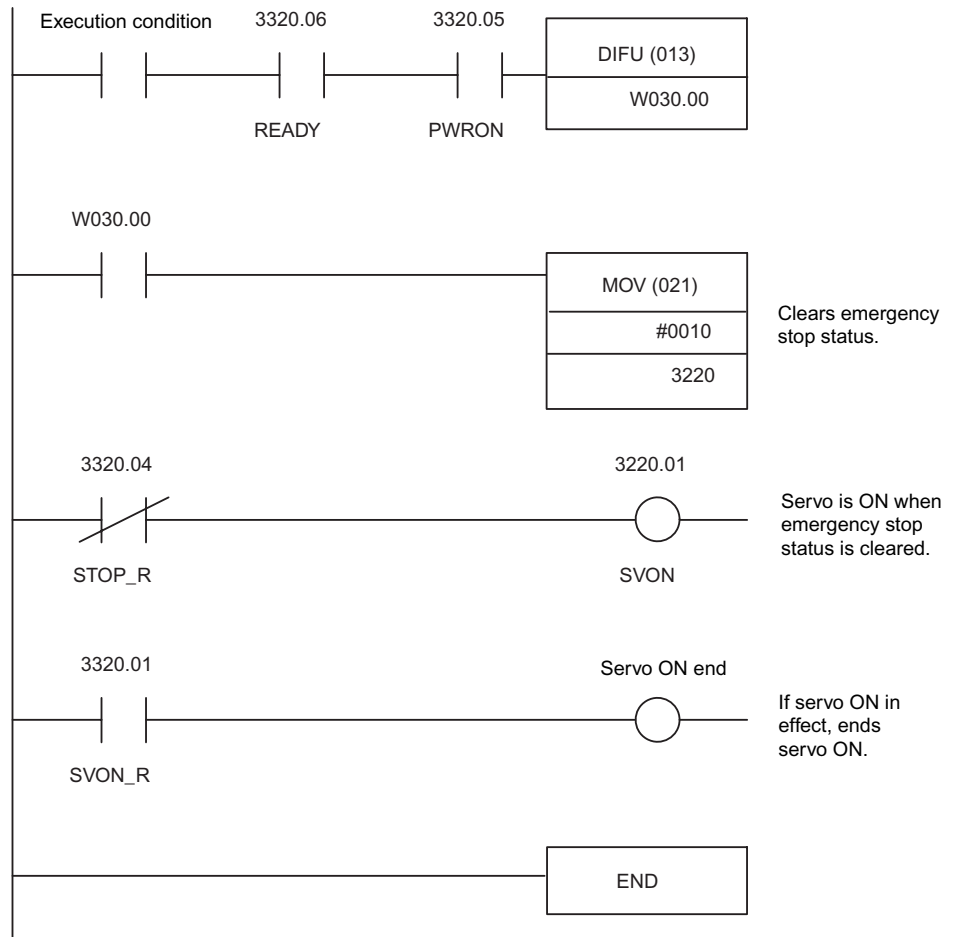 Execution condition
3320.06
3320.05
DIFU (013)
W030.00
READY
PWRON
W030.00
MOV (021)
#0010
3220
Clears emergency
stop status.
3320.04
3220.01
STOP_R
SVON
Servo is ON when
emergency stop
status is cleared.
3320.01
Servo ON end
SVON_R
If servo ON in
effect, ends
servo ON.
END